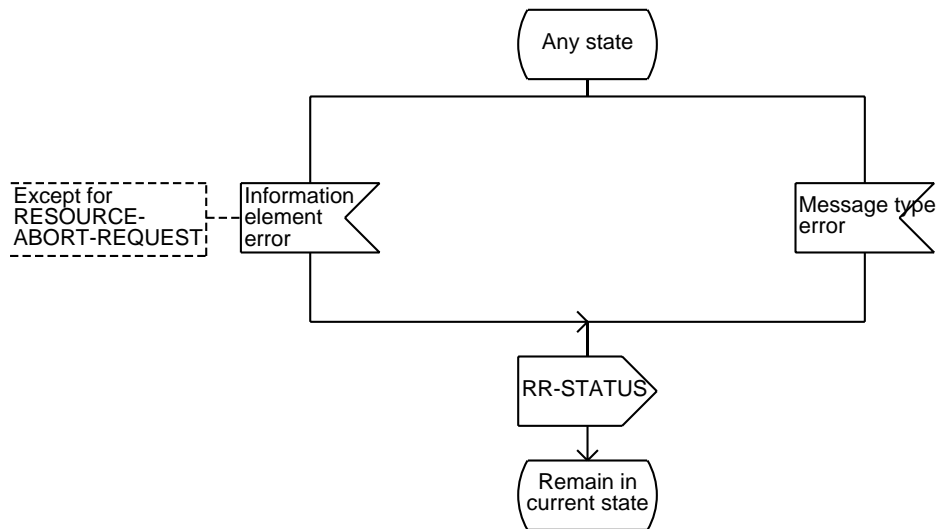 Any state
Except for
RESOURCE-
ABORT-REQUEST
Information
element
error
Message type
error
RR-STATUS
Remain in
current state